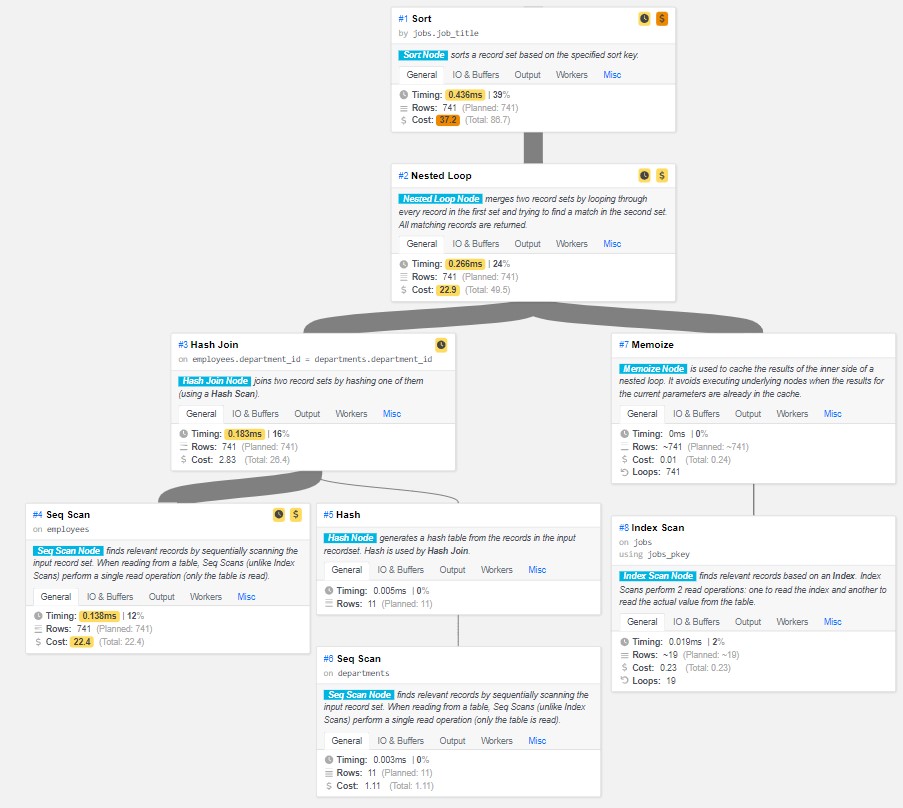 #1 Sort
by jobs.job_title
Sort Node sorts a record set based on the specified sort key.
General IO & Buffers Output Workers Misc
Timing: 0.436ms | 39%
Rows: 741 (Planned: 741)
$ Cost: 37.2 (Total: 86.7)
#2 Nested Loop
Nested Loop Node merges two record sets by looping through
every record in the first set and trying to find a match in the second set.
All matching records are returned.
General IO & Buffers Output Workers Misc
Timing: 0.266ms | 24%
Rows: 741 (Planned: 741)
$ Cost: 22.9 (Total: 49.5)
#3 Hash Join
on employees.department_id = departments.department_id
Hash Join Node joins two record sets by hashing one of them
(using a Hash Scan).
General IO & Buffers Output Workers Misc
Timing: 0.183ms | 16%
Rows: 741 (Planned: 741)
$ Cost: 2.83 (Total: 26.4)
#7 Memoize
Memoize Node is used to cache the results of the inner side of a
nested loop. It avoids executing underlying nodes when the results for
the current parameters are already in the cache.
General IO & Buffers Output Workers Misc
Timing: 0ms | 0%
Rows: ~741 (Planned: ~741)
$ Cost: 0.01 (Total: 0.24)
Loops: 741
#4 Seq Scan
on employees
Seq Scan Node finds relevant records by sequentially scanning the
input record set. When reading from a table, Seq Scans (unlike Index
Scans) perform a single read operation (only the table is read).
General IO & Buffers Output Workers Misc
Timing: 0.138ms | 12%
Rows: 741 (Planned: 741)
$ Cost: 22.4 (Total: 22.4)
#5 Hash
Hash Node generates a hash table from the records in the input
recordset. Hash is used by Hash Join.
General IO & Buffers Output Workers Misc
Timing: 0.005ms | 0%
Rows: 11 (Planned: 11)
#8 Index Scan
on jobs
using jobs_pkey
Index Scan Node finds relevant records based on an Index. Index
Scans perform 2 read operations: one to read the index and another to
read the actual value from the table.
General IO & Buffers Output Workers Misc
Timing: 0.019ms | 2%
Rows: ~19 (Planned: ~19)
$ Cost: 0.23 (Total: 0.23)
Loops: 19
#6 Seq Scan
on departments
Seq Scan Node finds relevant records by sequentially scanning the
input record set. When reading from a table, Seq Scans (unlike Index
Scans) perform a single read operation (only the table is read).
General IO & Buffers Output Workers Misc
Timing: 0.003ms | 0%
Rows: 11 (Planned: 11)
$ Cost: 1.11 (Total: 1.11)